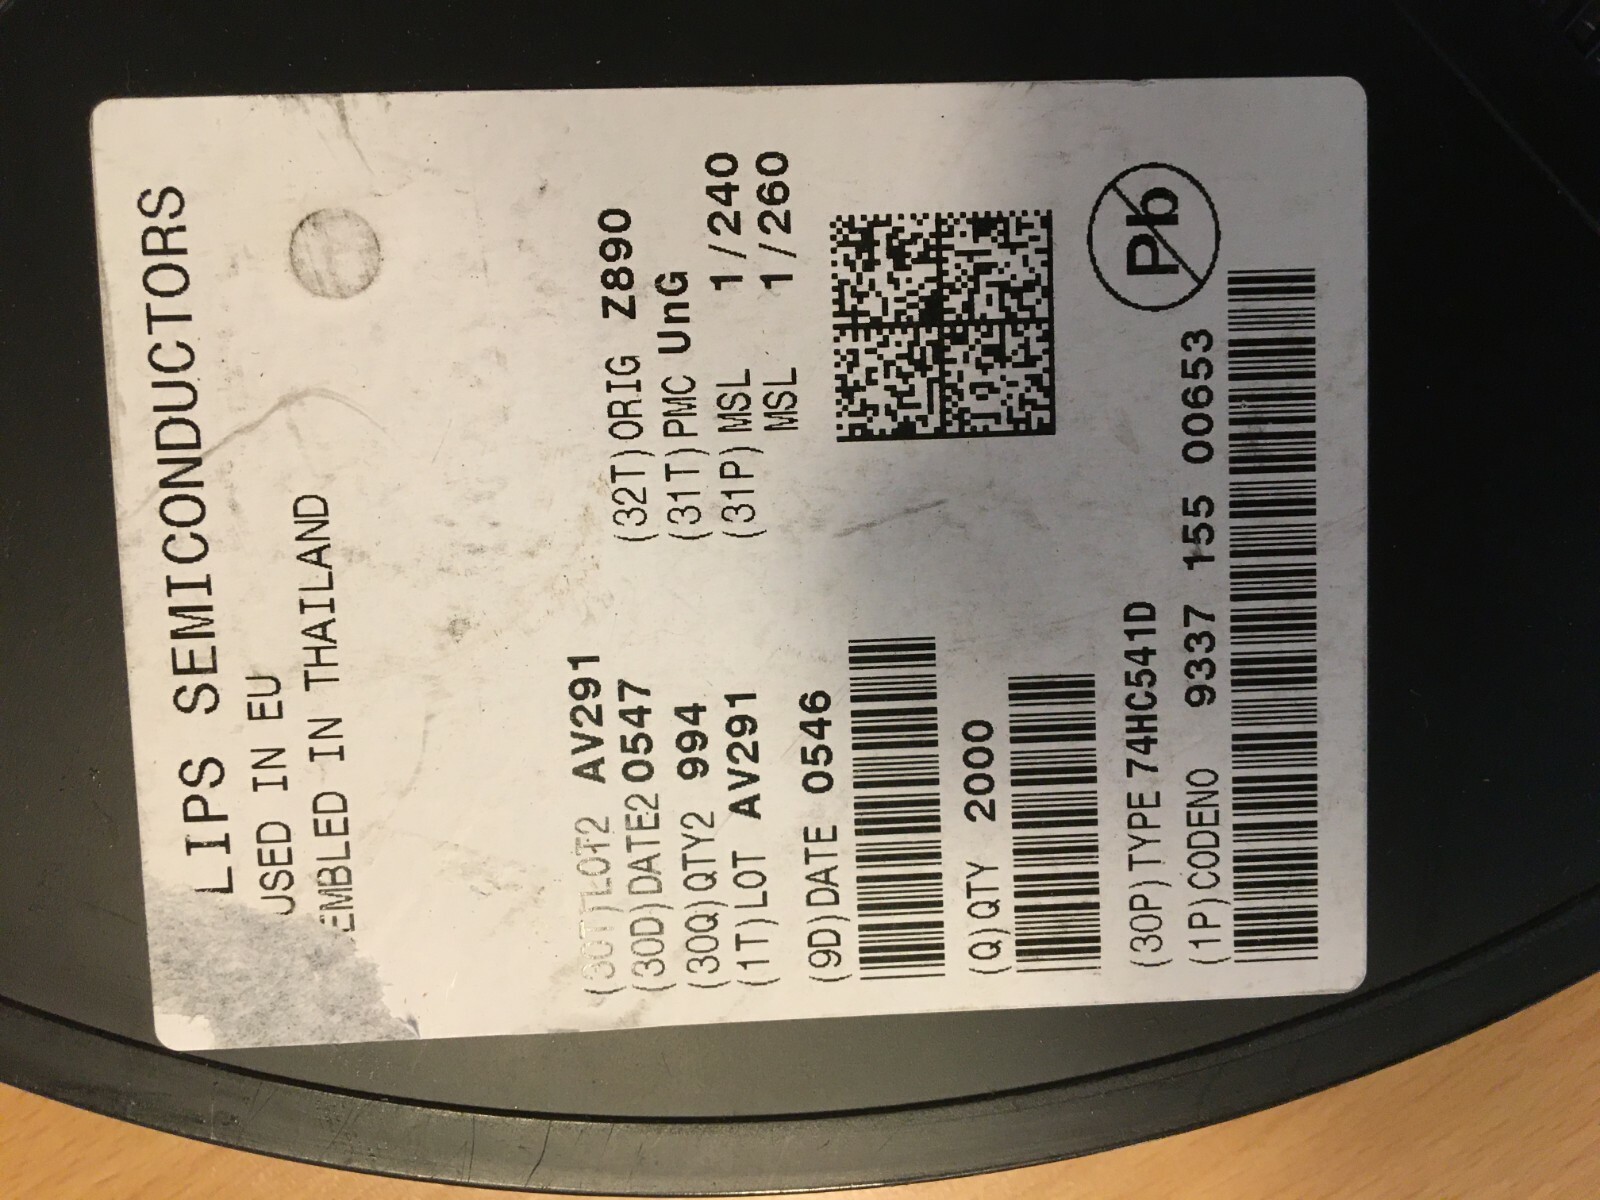 LIPS SEMICONDUCTORS
USED IN EU
EMBLED IN THAILAND
(30T)LOT2 AV291
(30D)DATE2 0547
(30Q)QTY2 994
(1T)LOT AV291
(32T)ORIG Z890
(31T)PMC UnG
(31P)MSL 1/240
MSL 1/260
(9D)DATE 0546
(Q)QTY 2000
(30P)TYPE 74HC541D
(1P)CODENO 9337 155 00653
Pb